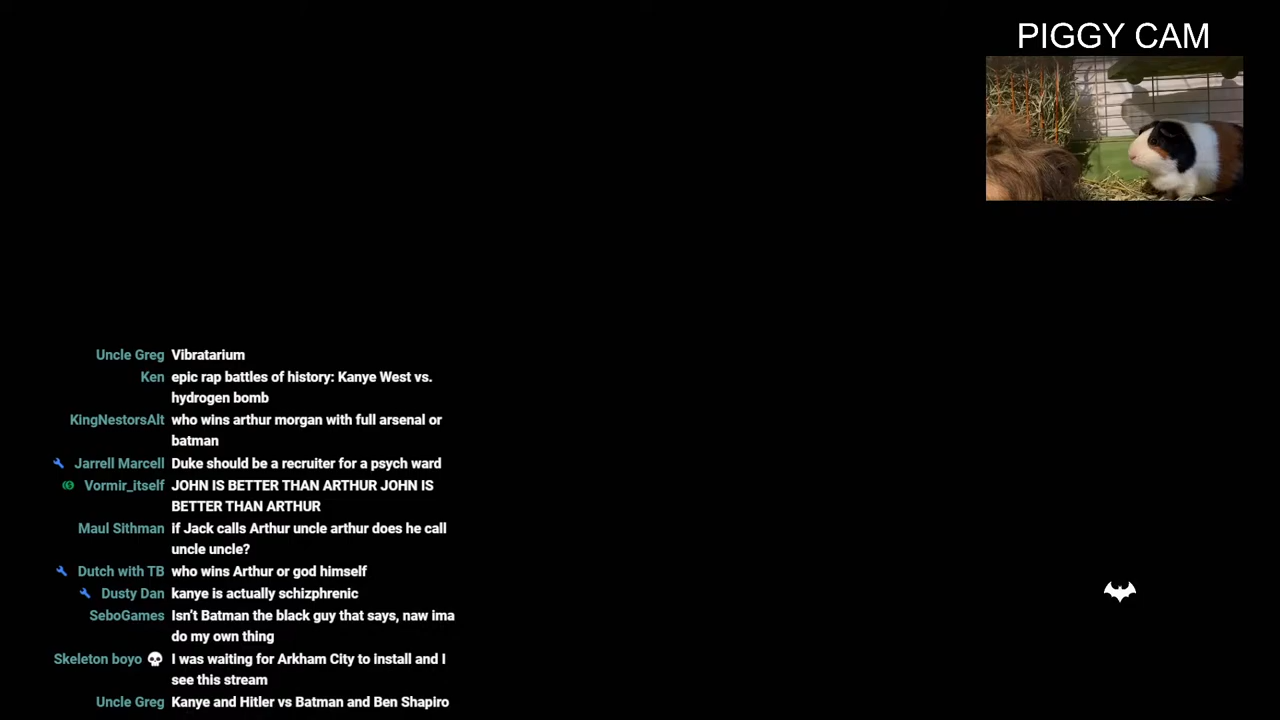 PIGGY CAM
Uncle Greg Vibratarium
Ken epic rap battles of history: Kanye West vs.
hydrogen bomb
KingNestorsAlt who wins arthur morgan with full arsenal or
batman
Jarrell Marcell Duke should be a recruiter for a psych ward
Vormir_itself JOHN IS BETTER THAN ARTHUR JOHN IS
BETTER THAN ARTHUR
Maul Sithman if Jack calls Arthur uncle arthur does he call
uncle uncle?
Dutch with TB who wins Arthur or god himself
Dusty Dan kanye is actually schizphrenic
SeboGames Isn't Batman the black guy that says, naw ima
do my own thing
Skeleton boyo 💀 I was waiting for Arkham City to install and I
see this stream
Uncle Greg Kanye and Hitler vs Batman and Ben Shapiro